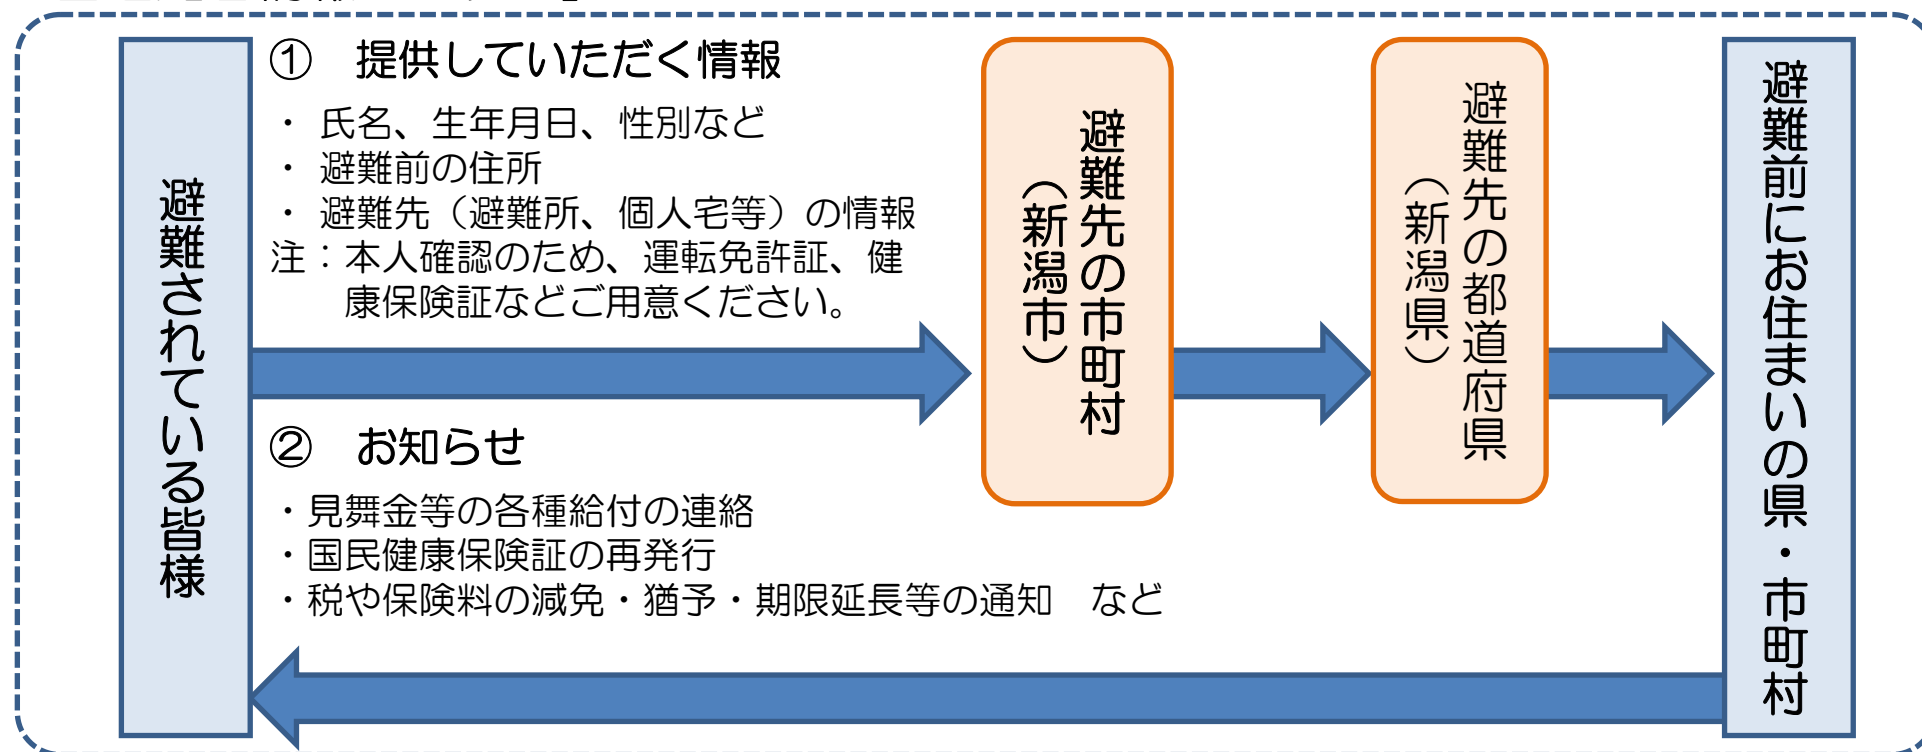 避難されている皆様
① 提供していただく情報
・ 氏名、生年月日、性別など
・ 避難前の住所
・ 避難先（避難所、個人宅等）の情報
注：本人確認のため、運転免許証、健
康保険証などご用意ください。
② お知らせ
・見舞金等の各種給付の連絡
・国民健康保険証の再発行
・税や保険料の減免・猶予・期限延長等の通知 など
避難先の市町村
（新潟市）
避難先の都道府県
（新潟県）
避難前にお住まいの県・市町村